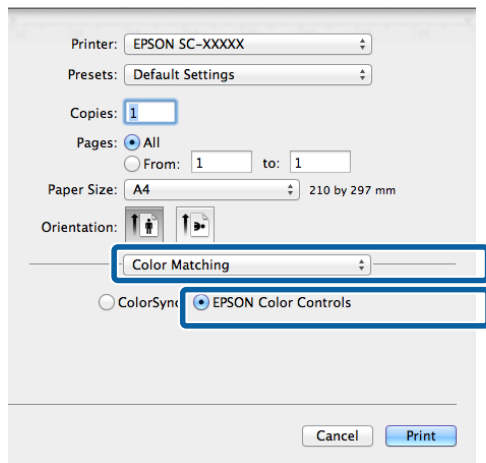 Printer: EPSON SC-XXXXX
Presets: Default Settings
Copies: 1
Pages: All
From: 1 to: 1
Paper Size: A4 210 by 297 mm
Orientation:
Color Matching
ColorSync EPSON Color Controls
Cancel Print